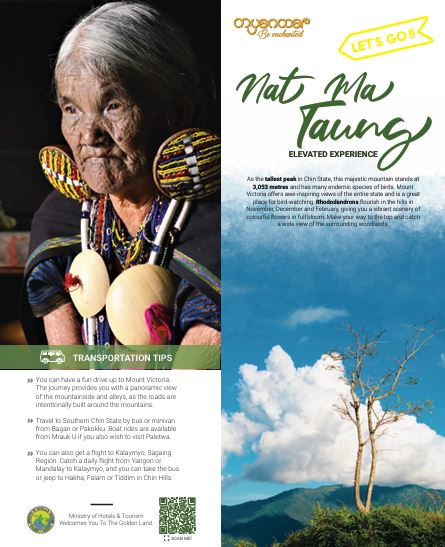 TRANSPORTATION TIPS
» You can have a fun drive up to Mount Victoria.
The journey provides you with a panoramic view
of the mountainside and alleys, as the roads are
intentionally built around the mountains.
» Travel to Southern Chin State by bus or minivan
from Bagan or Pakokku. Boat rides are available
from Mrauk U if you also wish to visit Paletwa.
» You can also get a flight to Kalaymyo, Sagaing
Region. Catch a daily flight from Yangon or
Mandalay to Kalaymyo, and you can take the bus
or jeep to Hakha, Falam or Tiddim in Chin Hills.
Ministry of Hotels & Tourism
Welcomes You To The Golden Land.
SCAN ME!
myanmar
Be enchanted
LET'S GO!!
Nat Ma
Taung
ELEVATED EXPERIENCE
As the tallest peak in Chin State, this majestic mountain stands at
3,053 metres and has many endemic species of birds. Mount
Victoria offers awe-inspiring views of the entire state and is a great
place for bird-watching. Rhododendrons flourish in the hills in
November, December and February, giving you a vibrant scenery of
colourful flowers in full bloom. Make your way to the top and catch
a wide view of the surrounding woodlands.